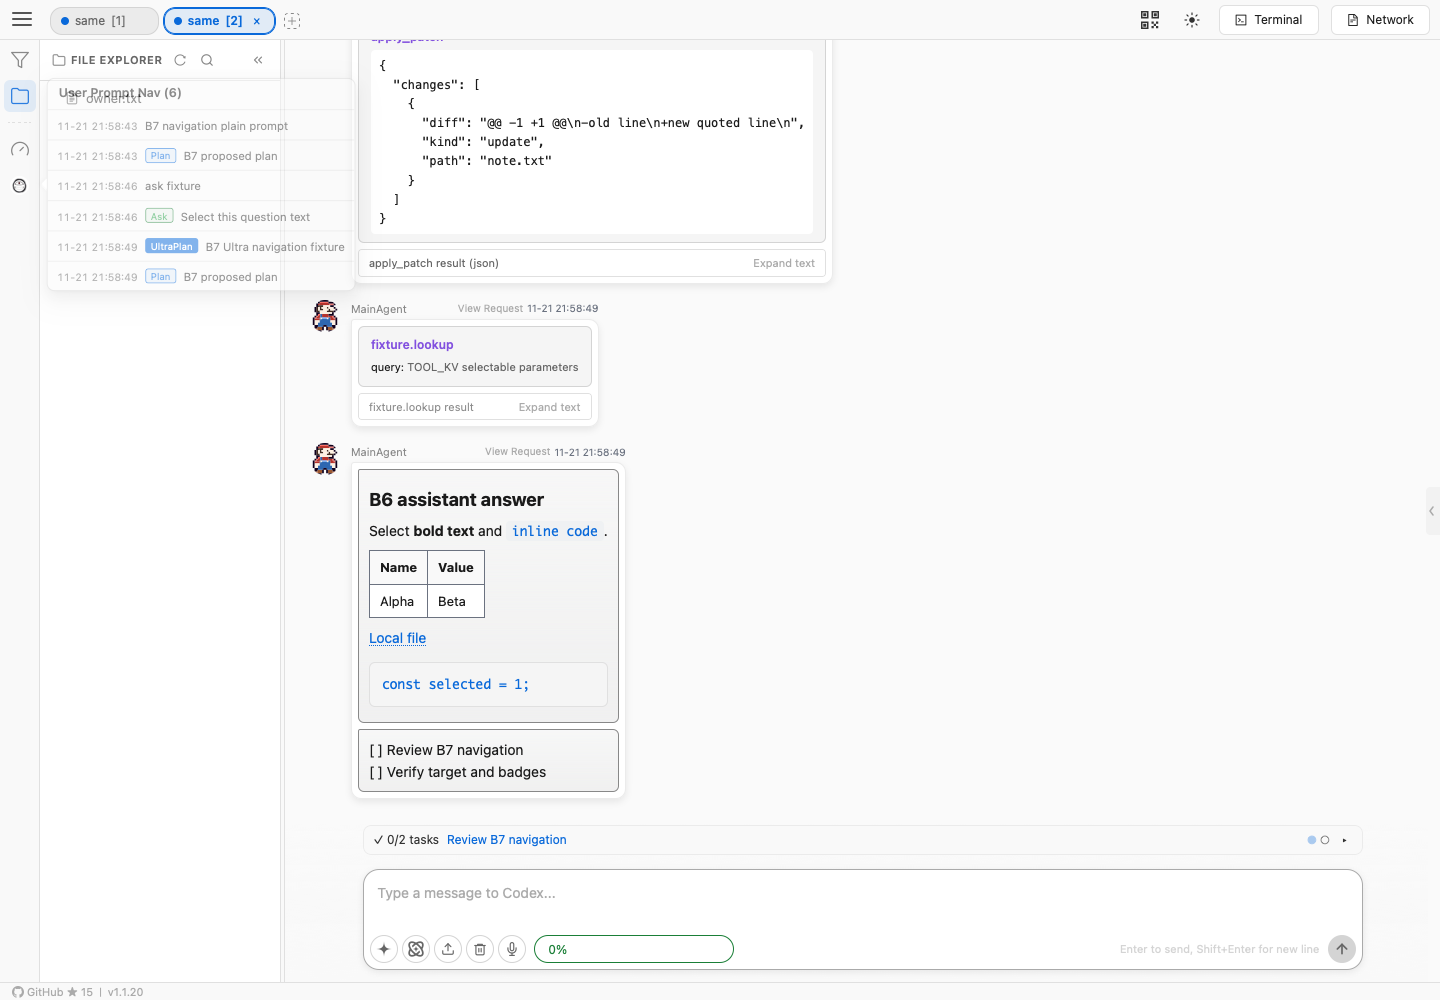 same [1]
same [2] ×
Terminal
Network
FILE EXPLORER
User Prompt Nav (6)
owner.txt
11-21 21:58:43 B7 navigation plain prompt
11-21 21:58:43 Plan B7 proposed plan
11-21 21:58:46 ask fixture
11-21 21:58:46 Ask Select this question text
11-21 21:58:49 UltraPlan B7 Ultra navigation fixture
11-21 21:58:49 Plan B7 proposed plan
apply_patch
{
"changes": [
{
"diff": "@@ -1 +1 @@\n-old line\n+new quoted line\n",
"kind": "update",
"path": "note.txt"
}
]
}
apply_patch result (json) Expand text
MainAgent View Request 11-21 21:58:49
fixture.lookup
query: TOOL_KV selectable parameters
fixture.lookup result Expand text
MainAgent View Request 11-21 21:58:49
B6 assistant answer
Select bold text and inline code .
Name Value
Alpha Beta
Local file
const selected = 1;
[ ] Review B7 navigation
[ ] Verify target and badges
✓ 0/2 tasks Review B7 navigation
Type a message to Codex...
0%
Enter to send, Shift+Enter for new line
GitHub ★ 15 | v1.1.20